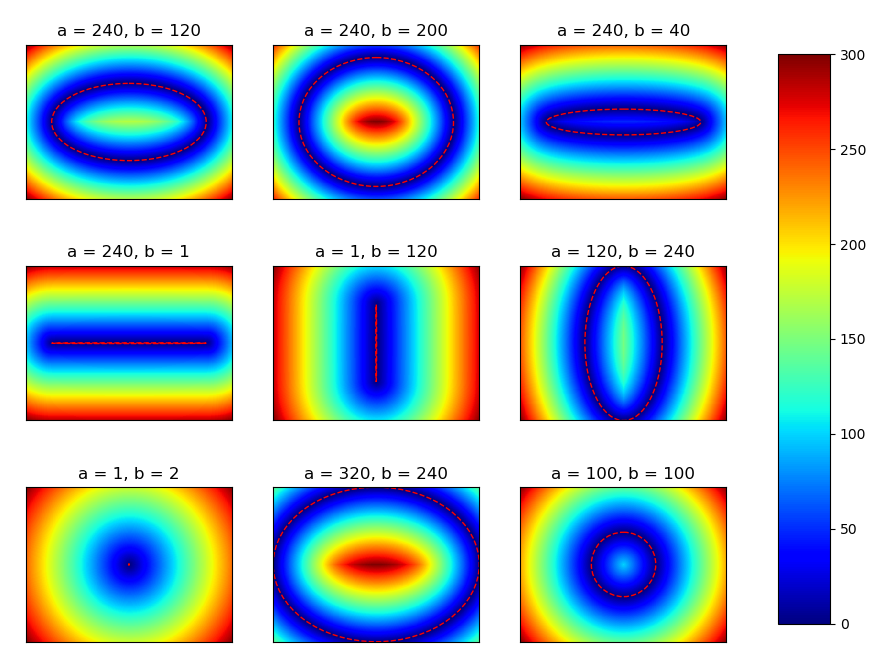 a = 240, b = 120
a = 240, b = 200
a = 240, b = 40
a = 240, b = 1
a = 1, b = 120
a = 120, b = 240
a = 1, b = 2
a = 320, b = 240
a = 100, b = 100
300
250
200
150
100
50
0